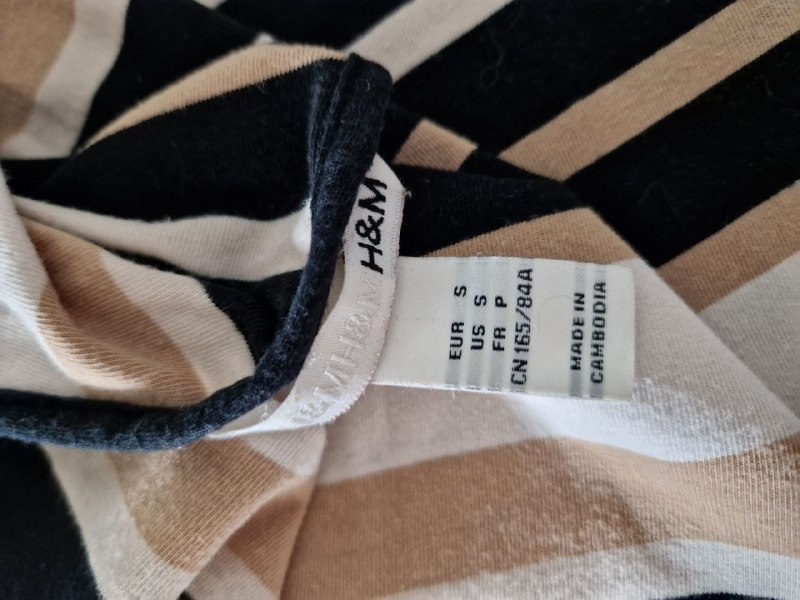 H&M
H&M
EUR S
US S
FR P
CN 165/84A
MADE IN
CAMBODIA